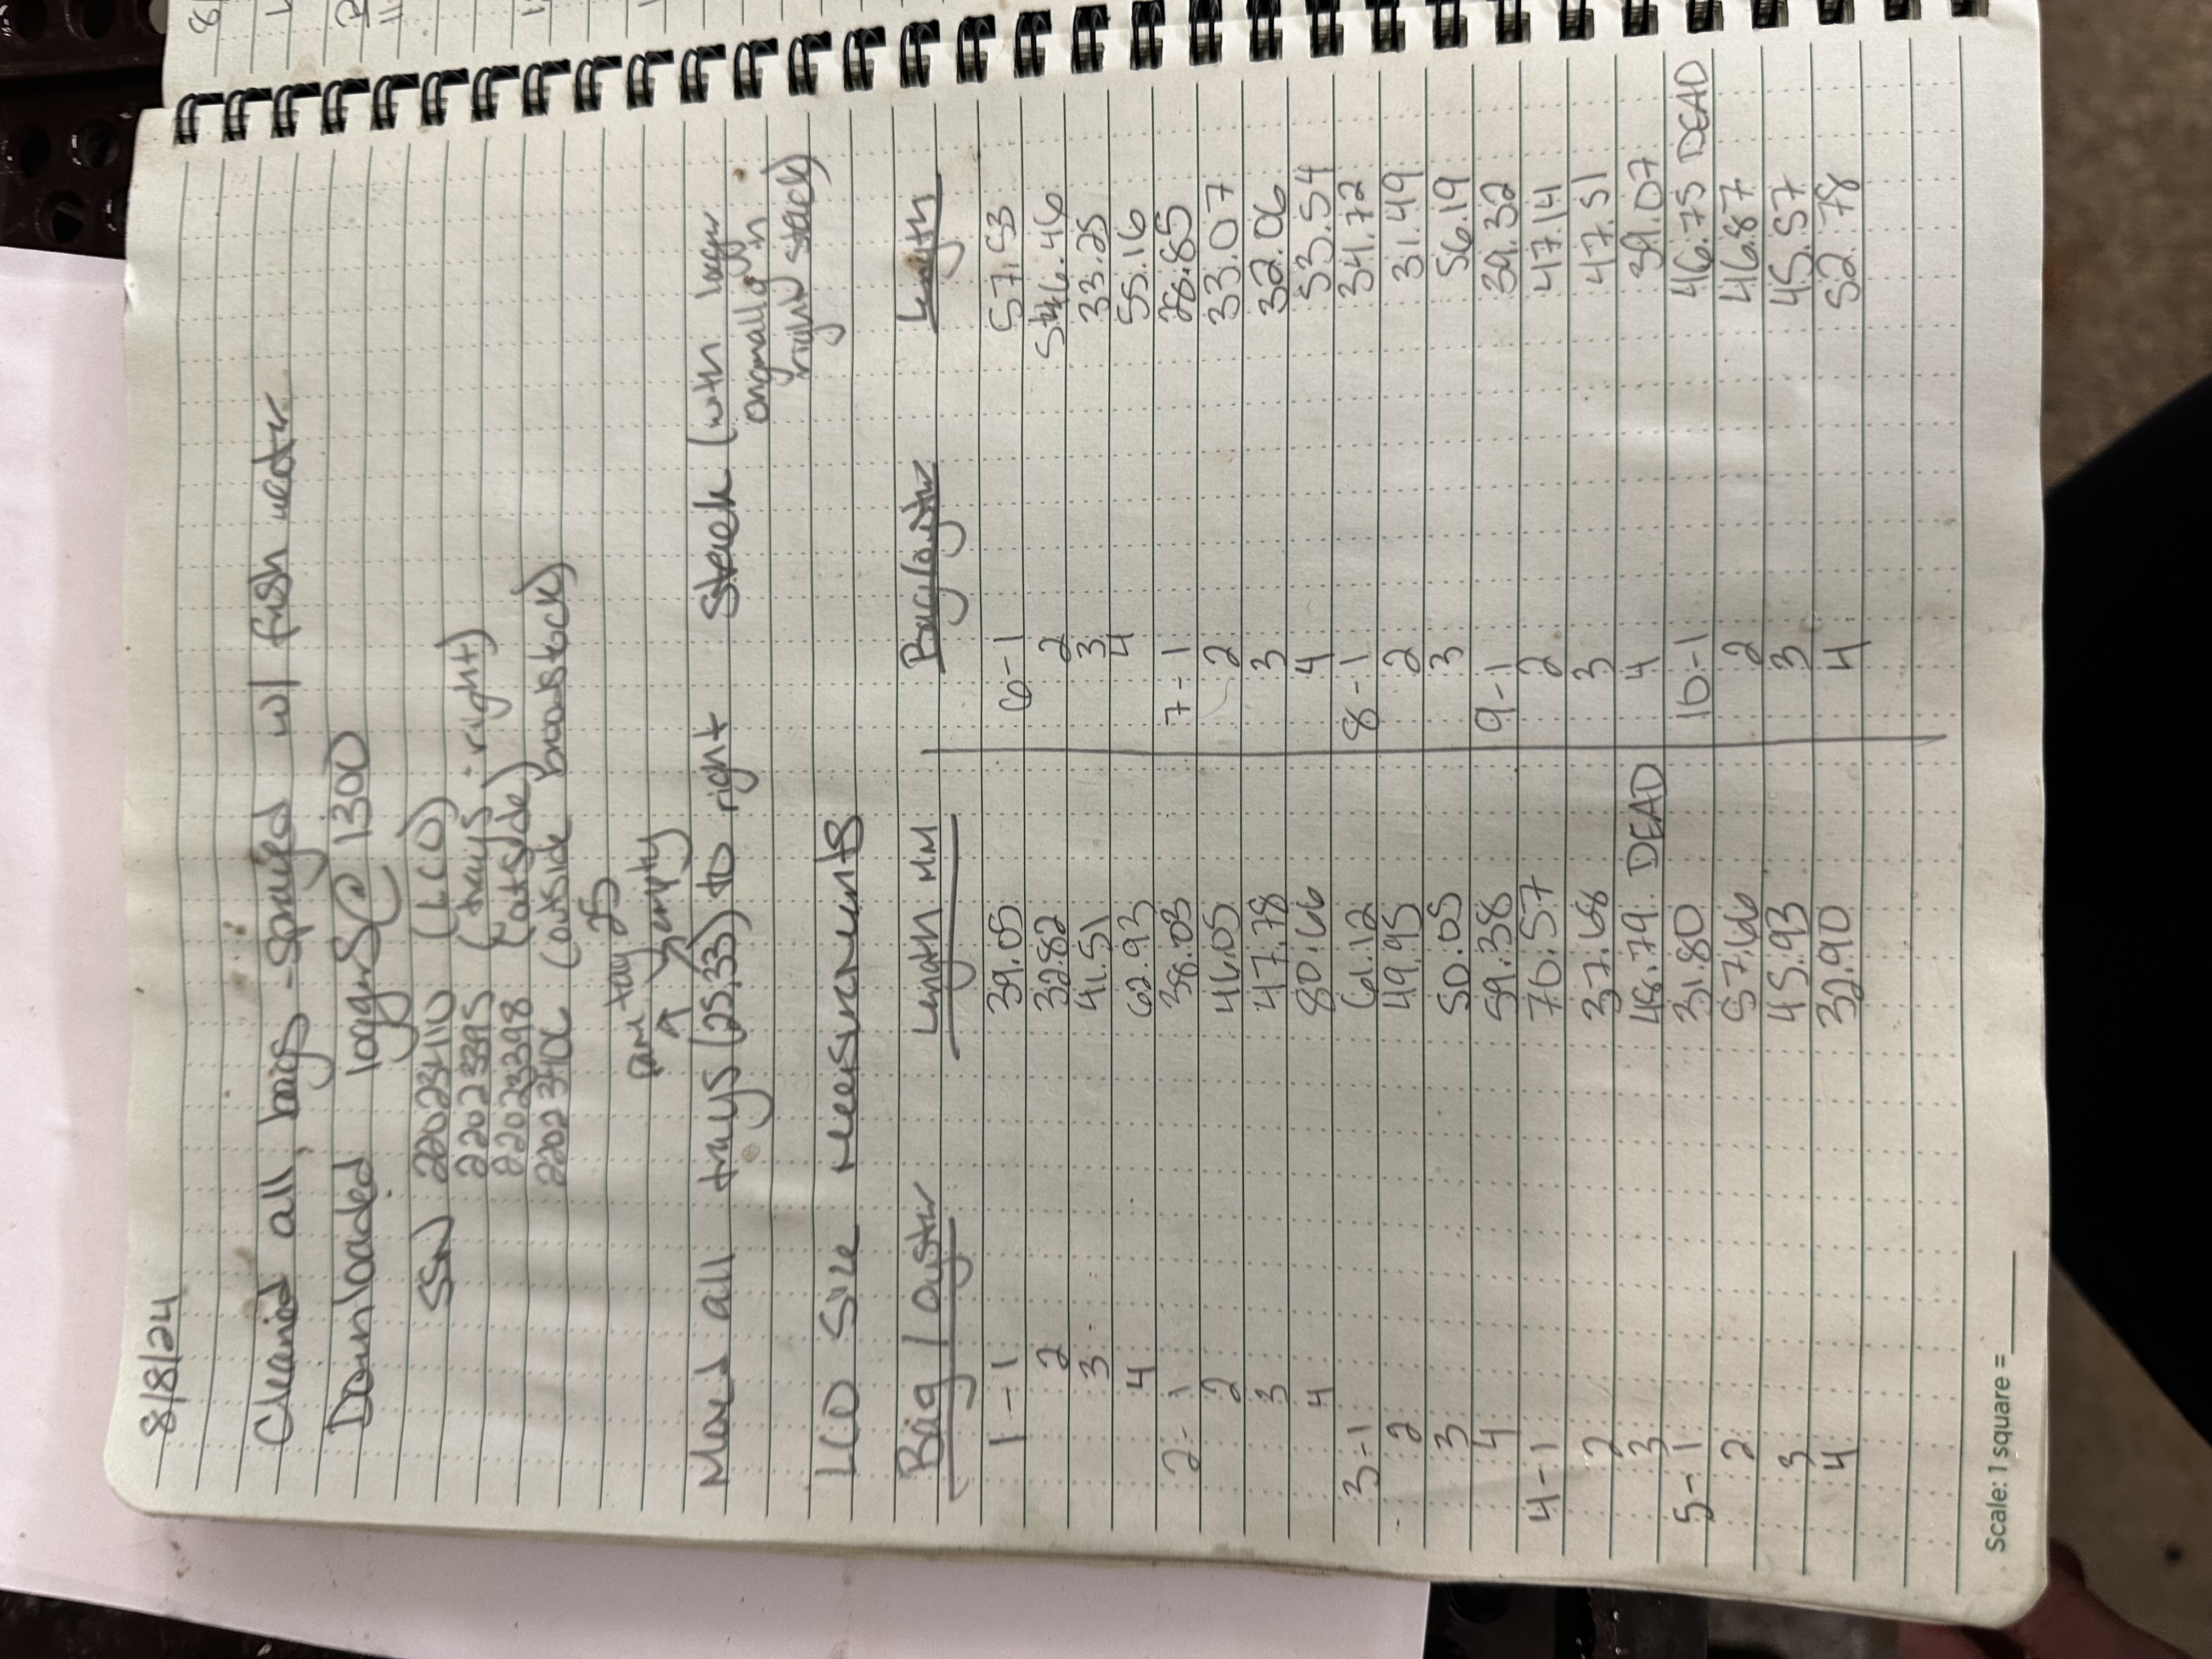 8/8/24
Cleaned all bags - sprayed w/ fresh water
Downloaded loggers @ 1300
SSN 22023410 (LCO)
22023395 (trays: right)
22023398 (outside)
22023406 (outside broodstock)
tag 25
empty
Moved all trays (25,33) to right stack (with logger
originally in
right stack)
LCO Size Measurements
Bag / oyster Length MM Bag/oyster Length
1-1 39.05 6-1 57.53
2 32.82 2 46.46
3 41.51 3 33.25
4 62.93 4 55.16
2-1 38.03 7-1 28.85
2 46.05 2 33.07
3 47.78 3 32.06
4 80.66 4 53.54
3-1 61.12 8-1 34.72
2 49.95 2 31.49
3 50.05 3 56.19
4 59.38 9-1 39.32
4-1 70.57 2 47.14
2 37.68 3 47.51
3 48.79 DEAD 4 39.07
5-1 31.80 10-1 46.75 DEAD
2 57.66 2 46.87
3 45.93 3 45.57
4 32.90 4 52.78
Scale: 1 square =